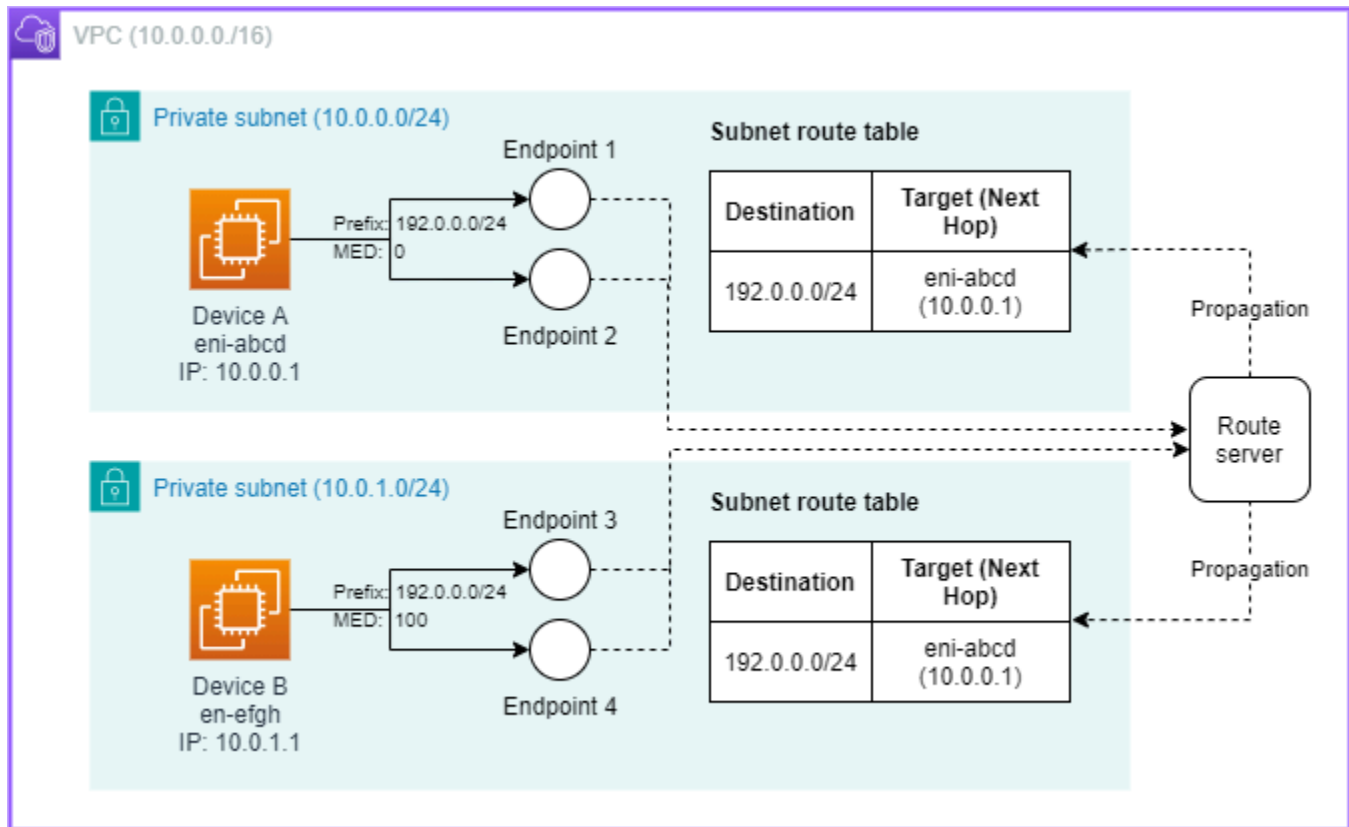 VPC (10.0.0.0./16)
Private subnet (10.0.0.0/24)
Endpoint 1
Prefix: 192.0.0.0/24
MED: 0
Endpoint 2
Device A
eni-abcd
IP: 10.0.0.1
Subnet route table
Destination
Target (Next
Hop)
192.0.0.0/24
eni-abcd
(10.0.0.1)
Propagation
Route
server
Propagation
Private subnet (10.0.1.0/24)
Endpoint 3
Prefix: 192.0.0.0/24
MED: 100
Endpoint 4
Device B
en-efgh
IP: 10.0.1.1
Subnet route table
Destination
Target (Next
Hop)
192.0.0.0/24
eni-abcd
(10.0.0.1)